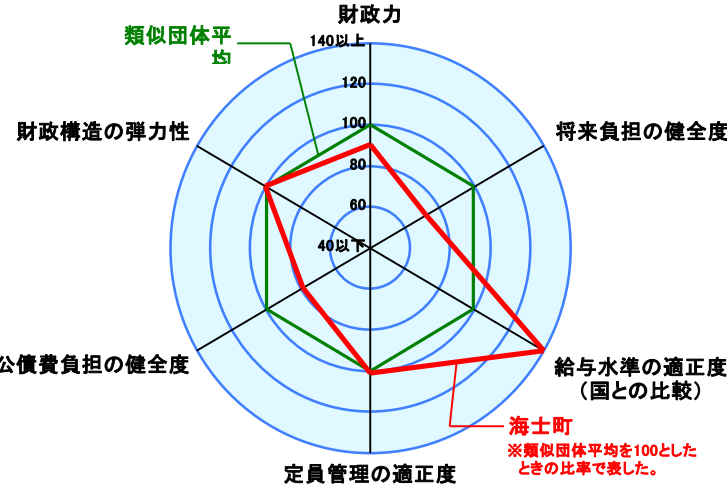 財政力
類似団体平
均
140以上
120
100
80
60
40以下
財政構造の弾力性
将来負担の健全度
公債費負担の健全度
給与水準の適正度
（国との比較）
定員管理の適正度
海士町
※類似団体平均を100とした
ときの比率で表した。